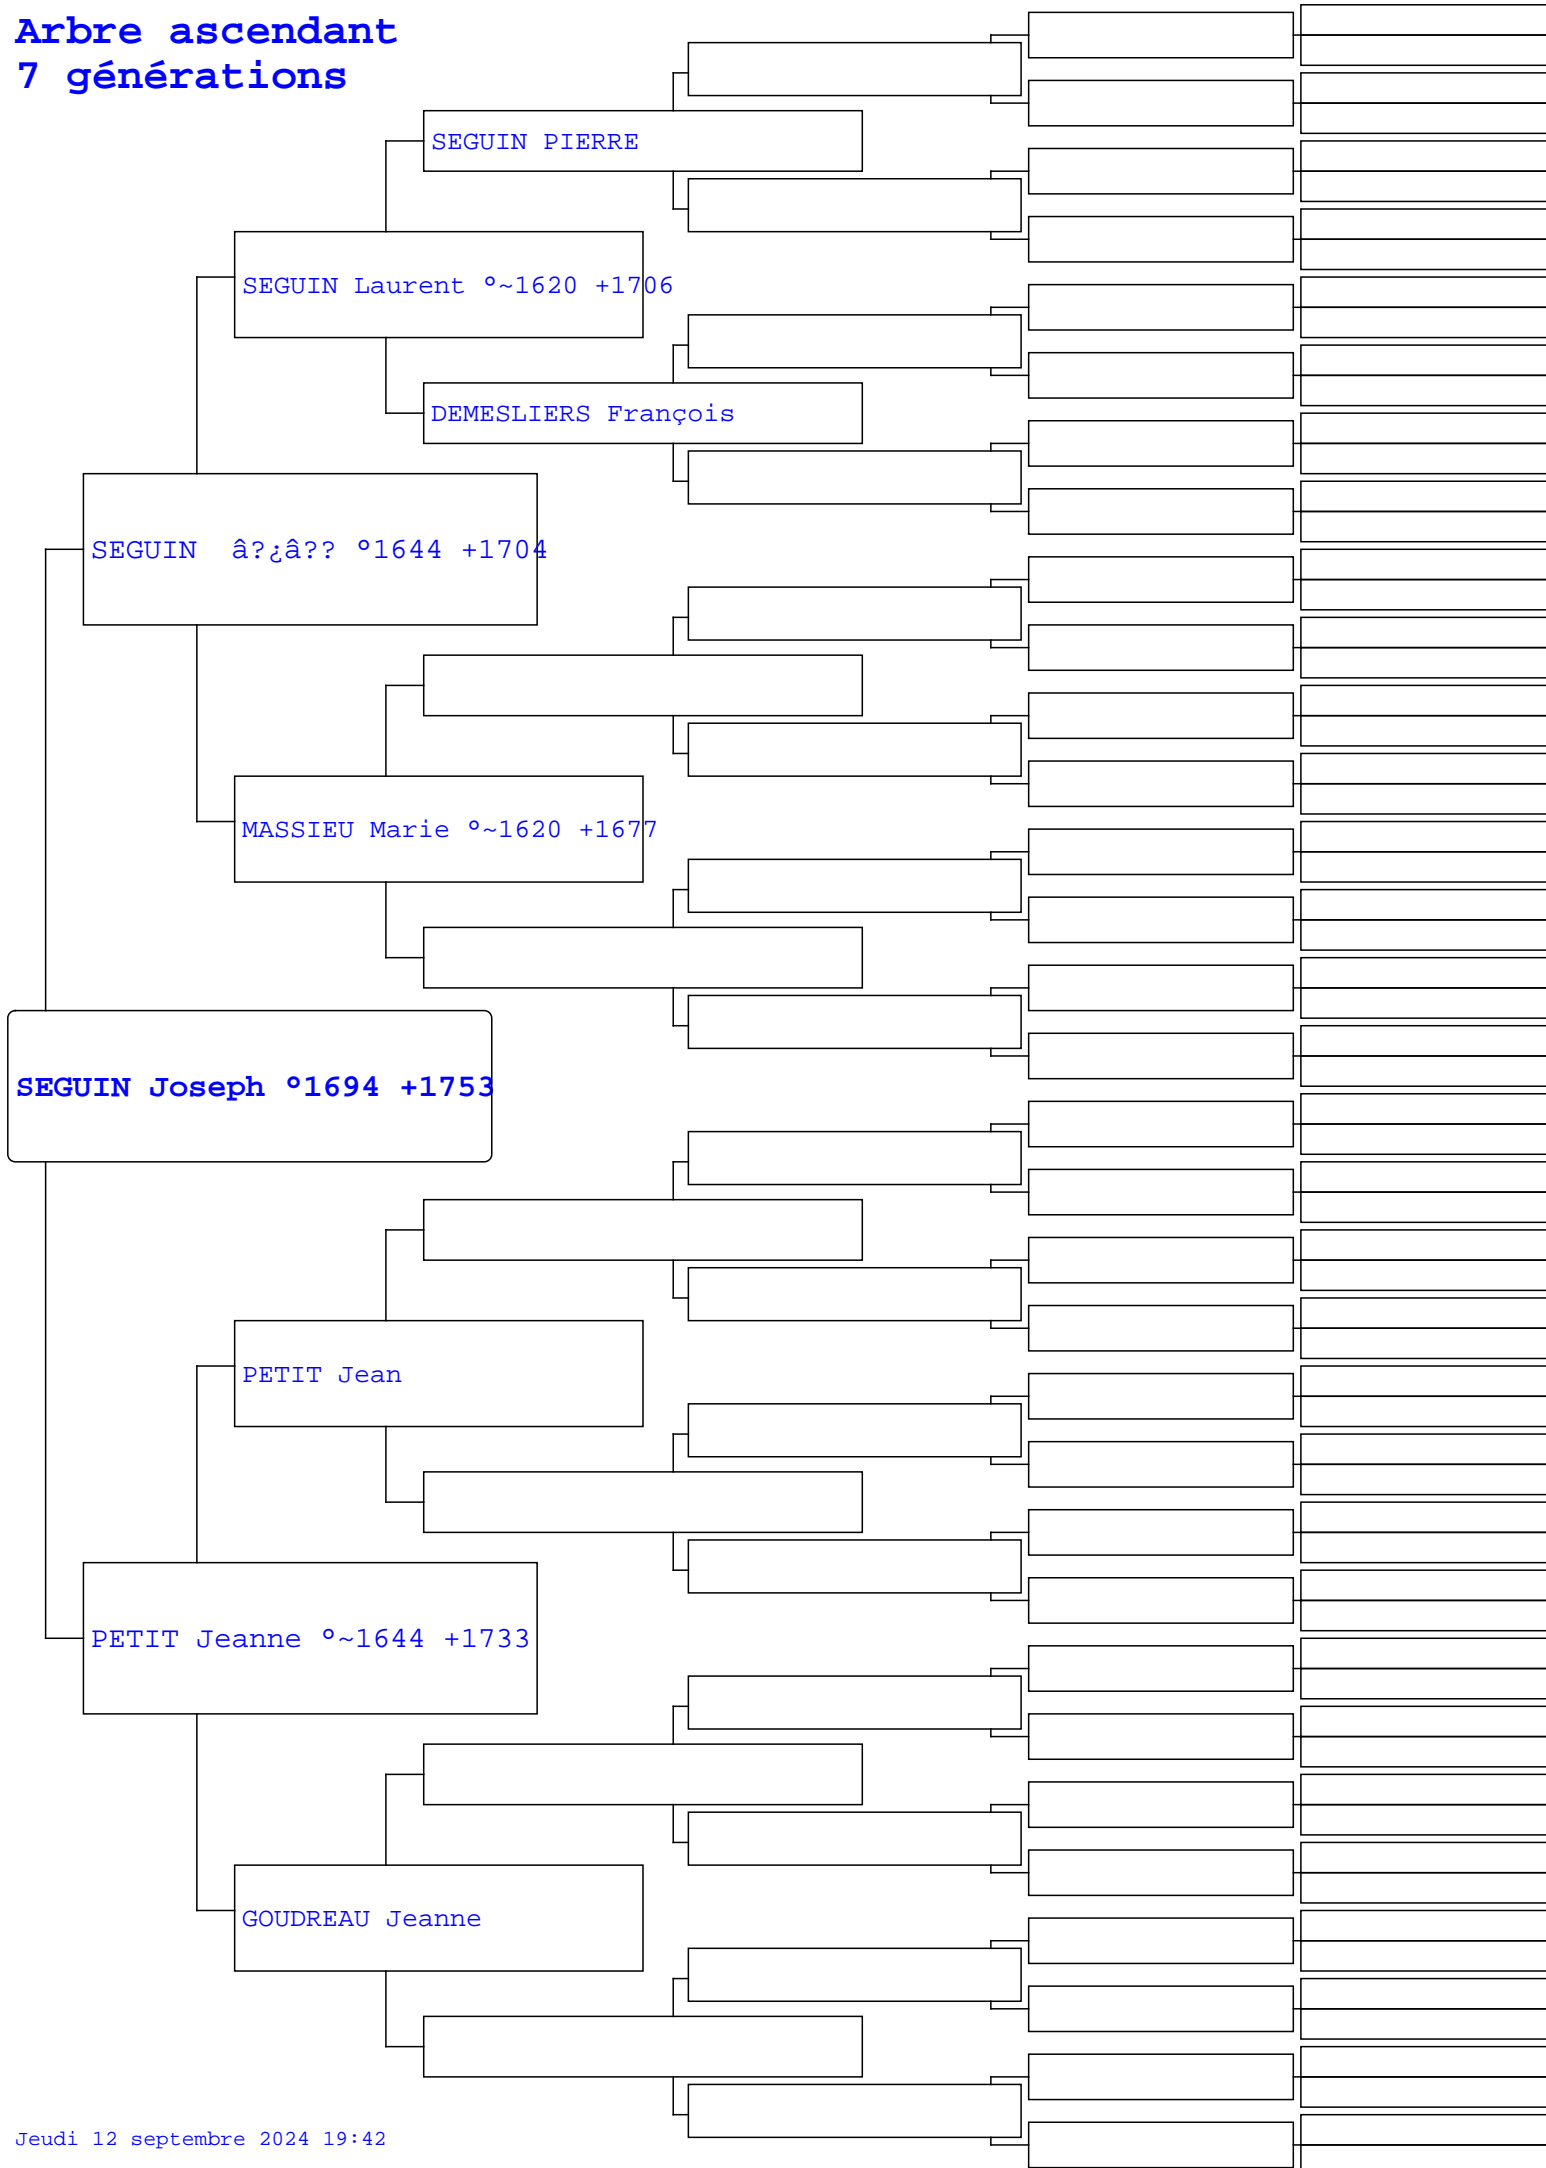 Arbre ascendant
7 générations
SEGUIN PIERRE
SEGUIN Laurent °~1620 +1706
DEMESLIERS François
SEGUIN  â?¿â?? °1644 +1704
MASSIEU Marie °~1620 +1677
SEGUIN Joseph °1694 +1753
PETIT Jean
PETIT Jeanne °~1644 +1733
GOUDREAU Jeanne
Jeudi 12 septembre 2024 19:42